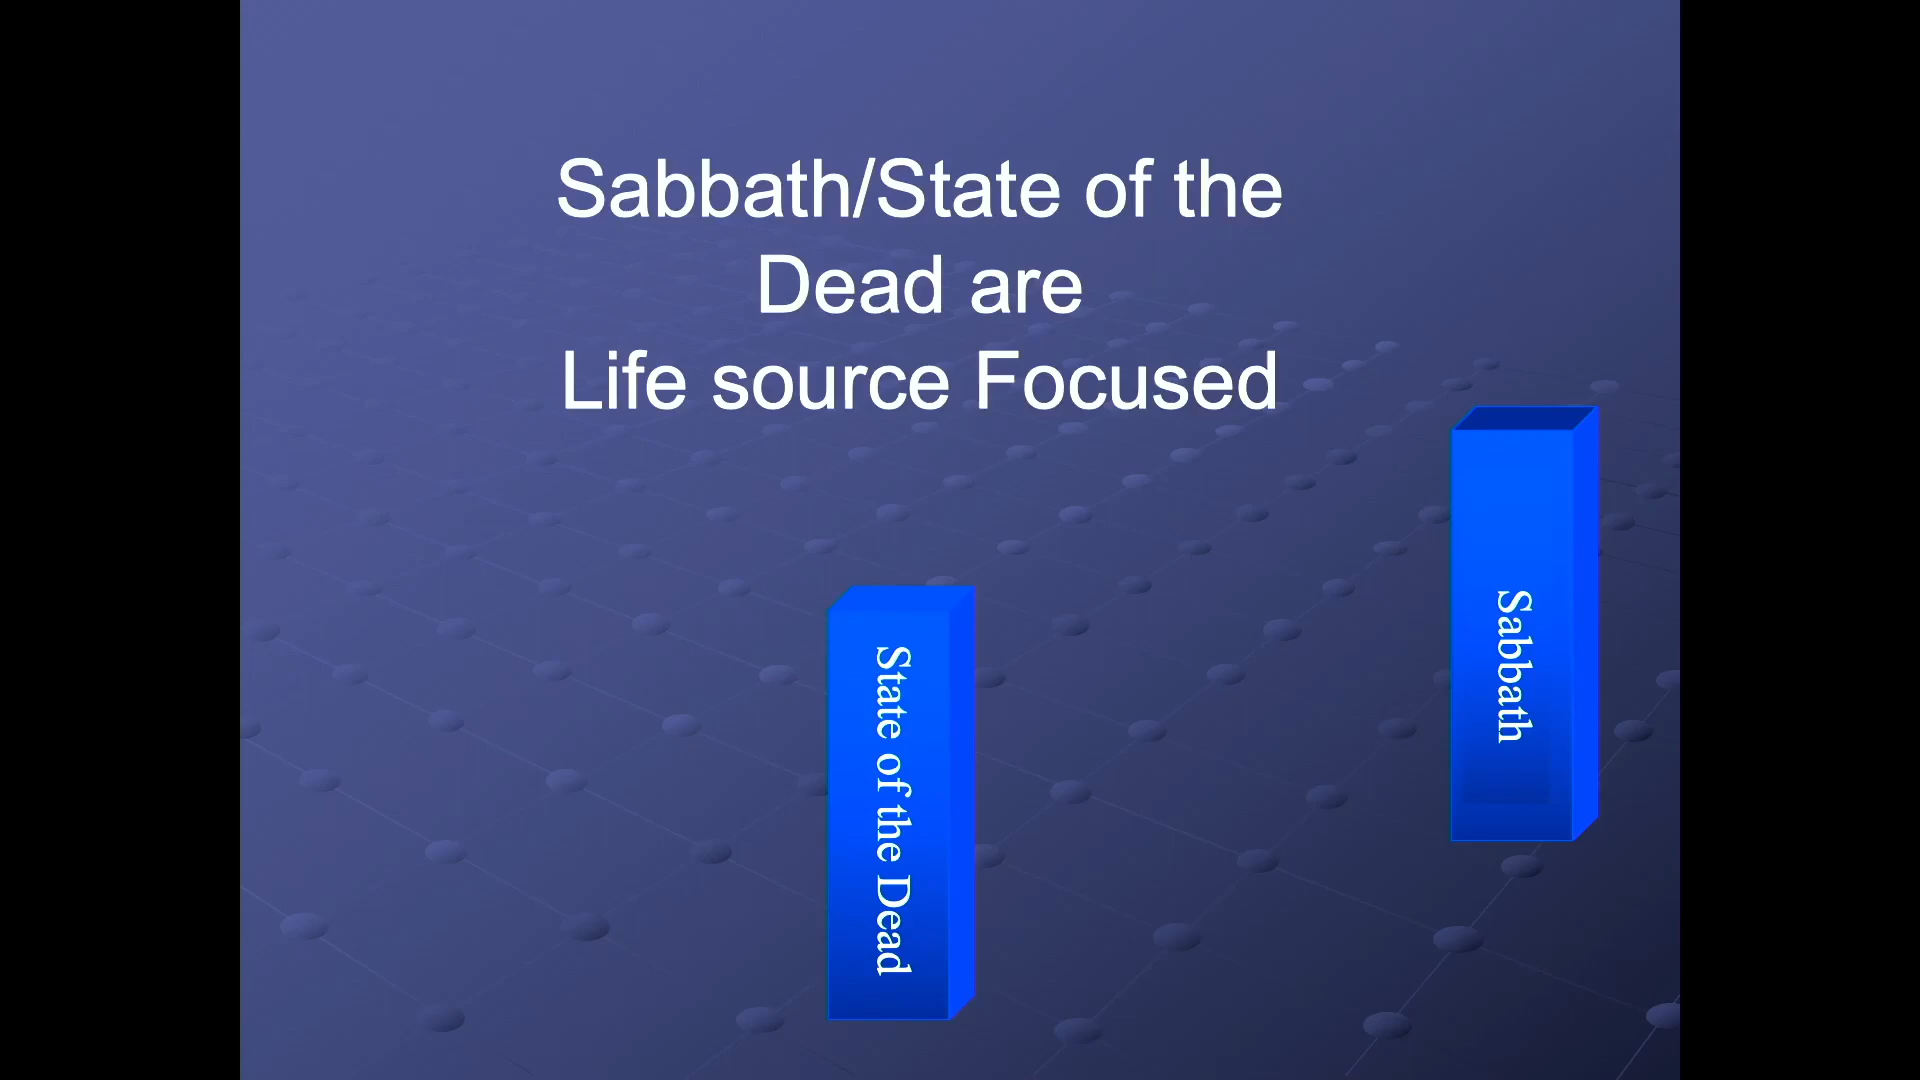 Sabbath/State of the
Dead are
Life source Focused
State of the Dead
Sabbath